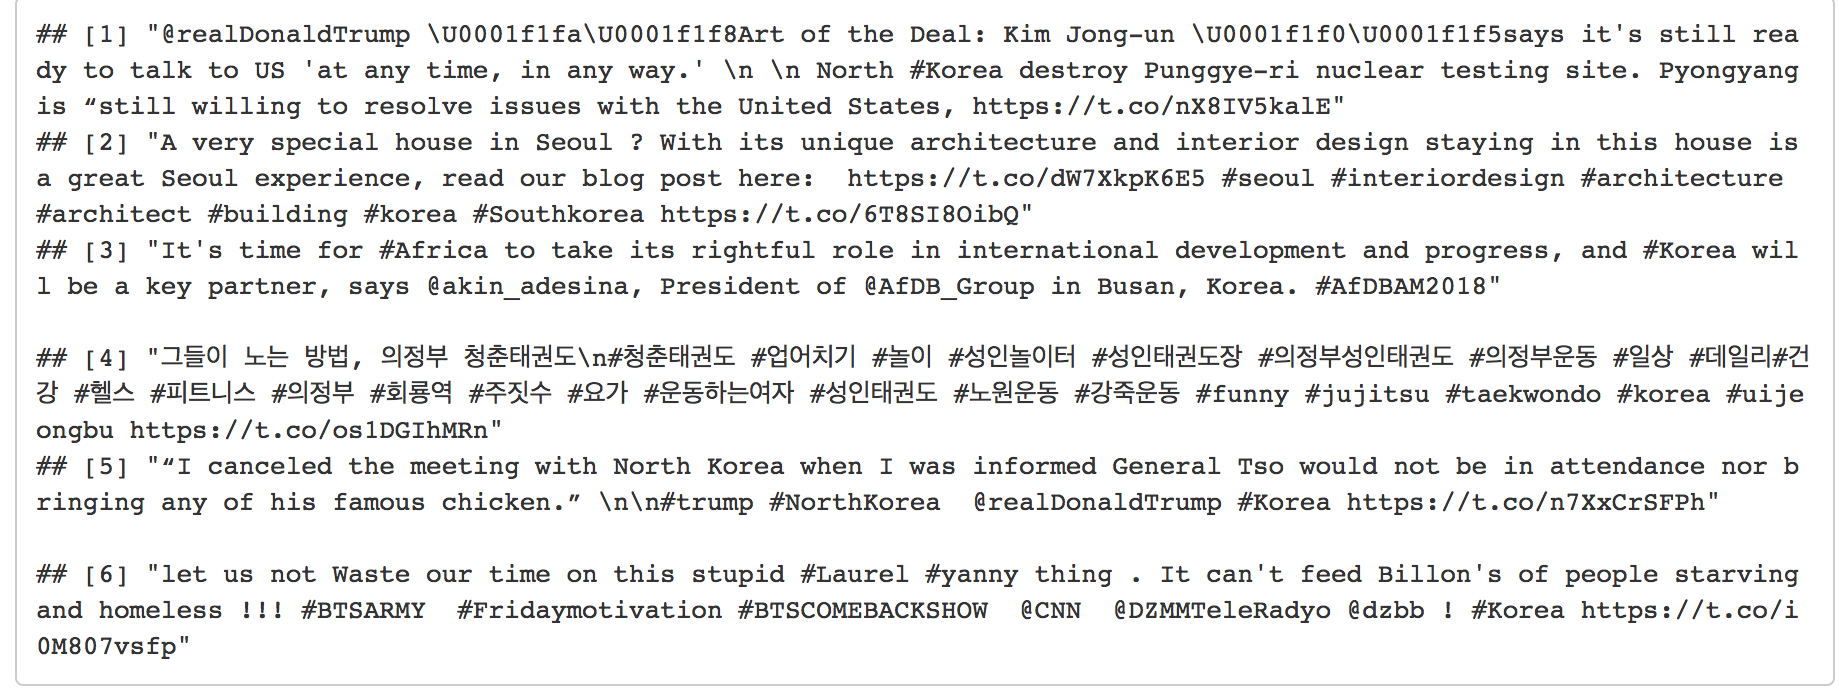 ## [1] "@realDonaldTrump \U0001f1fa\U0001f1f8Art of the Deal: Kim Jong-un \U0001f1f0\U0001f1f5says it's still rea
dy to talk to US 'at any time, in any way.' \n \n North #Korea destroy Punggye-ri nuclear testing site. Pyongyang
is “still willing to resolve issues with the United States, https://t.co/nX8IV5kalE"
## [2] "A very special house in Seoul ? With its unique architecture and interior design staying in this house is
a great Seoul experience, read our blog post here:  https://t.co/dW7XkpK6E5 #seoul #interiordesign #architecture
#architect #building #korea #Southkorea https://t.co/6T8SI8OibQ"
## [3] "It's time for #Africa to take its rightful role in international development and progress, and #Korea wil
l be a key partner, says @akin_adesina, President of @AfDB_Group in Busan, Korea. #AfDBAM2018"
## [4] "그들이 노는 방법, 의정부 청춘태권도\n#청춘태권도 #업어치기 #놀이 #성인놀이터 #성인태권도장 #의정부성인태권도 #의정부운동 #일상 #데일리#건
강 #헬스 #피트니스 #의정부 #회룡역 #주짓수 #요가 #운동하는여자 #성인태권도 #노원운동 #강죽운동 #funny #jujitsu #taekwondo #korea #uije
ongbu https://t.co/os1DGIhMRn"
## [5] "“I canceled the meeting with North Korea when I was informed General Tso would not be in attendance nor b
ringing any of his famous chicken.” \n\n#trump #NorthKorea  @realDonaldTrump #Korea https://t.co/n7XxCrSFPh"
## [6] "let us not Waste our time on this stupid #Laurel #yanny thing . It can't feed Billon's of people starving
and homeless !!! #BTSARMY  #Fridaymotivation #BTSCOMEBACKSHOW  @CNN  @DZMMTeleRadyo @dzbb ! #Korea https://t.co/i
0M807vsfp"